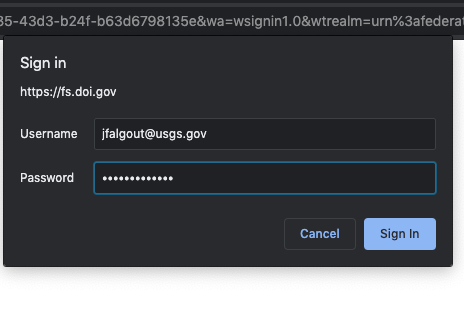 35-43d3-b24f-b63d6798135e&wa=wsignin1.0&wtrealm=urn%3afederat
Sign in
https://fs.doi.gov
Username jfalgout@usgs.gov
Password •••••••••••••
Cancel Sign In